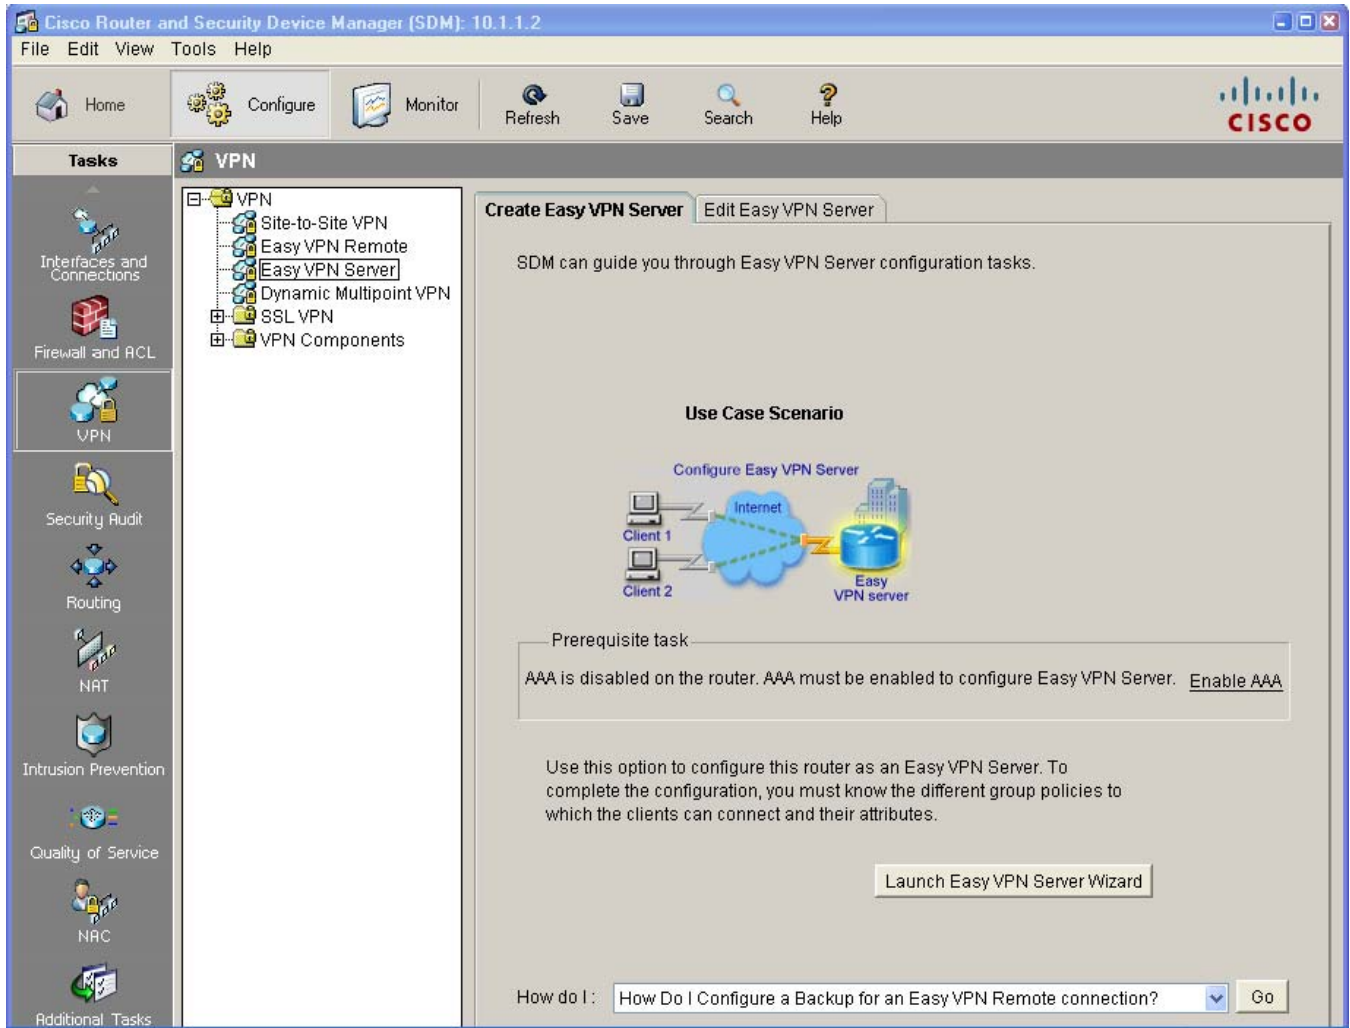 Cisco Router and Security Device Manager (SDM): 10.1.1.2
File Edit View Tools Help
Home Configure Monitor Refresh Save Search Help
CISCO
Tasks
VPN
Interfaces and
Connections
Firewall and ACL
VPN
Security Audit
Routing
NAT
Intrusion Prevention
Quality of Service
NAC
Additional Tasks
VPN
Site-to-Site VPN
Easy VPN Remote
Easy VPN Server
Dynamic Multipoint VPN
SSL VPN
VPN Components
Create Easy VPN Server
Edit Easy VPN Server
SDM can guide you through Easy VPN Server configuration tasks.
Use Case Scenario
Configure Easy VPN Server
Internet
Client 1
Client 2
Easy
VPN server
Prerequisite task
AAA is disabled on the router. AAA must be enabled to configure Easy VPN Server. Enable AAA
Use this option to configure this router as an Easy VPN Server. To
complete the configuration, you must know the different group policies to
which the clients can connect and their attributes.
Launch Easy VPN Server Wizard
How do I: How Do I Configure a Backup for an Easy VPN Remote connection? Go